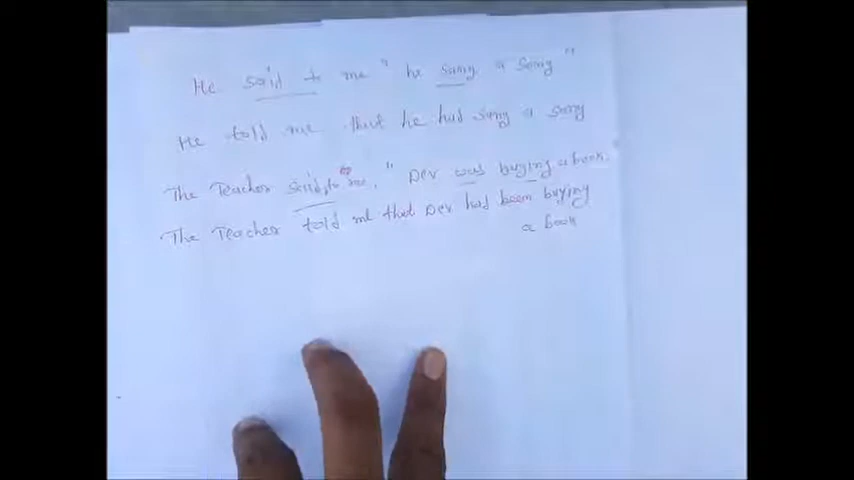 He said to me " he sang a song "
He told me that he had sung a song
The Teacher said, to me, " Dev was buying a book.
The Teacher told me that Dev had been buying
a book